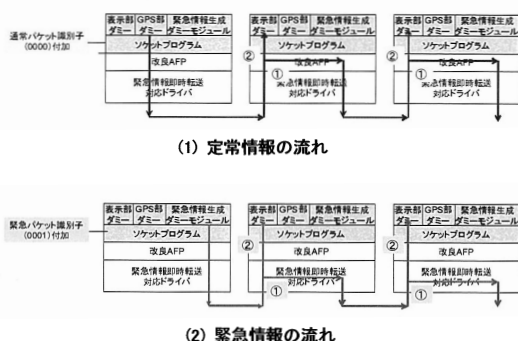 通常パケット識別子
(0000)付加
表示部 GPS部 緊急情報生成
ダミー ダミー ダミーモジュール
ソケットプログラム
改良AFP
緊急情報即時転送
対応ドライバ
表示部 GPS部 緊急情報生成
ダミー ダミー ダミーモジュール
② ソケットプログラム
改良AFP
①
緊急情報即時転送
対応ドライバ
表示部 GPS部 緊急情報生成
ダミー ダミー ダミーモジュール
② ソケットプログラム
改良AFP
①
緊急情報即時転送
対応ドライバ
(1) 定常情報の流れ
緊急パケット識別子
(0001)付加
表示部 GPS部 緊急情報生成
ダミー ダミー ダミーモジュール
ソケットプログラム
改良AFP
緊急情報即時転送
対応ドライバ
表示部 GPS部 緊急情報生成
ダミー ダミー ダミーモジュール
ソケットプログラム
②
改良AFP
緊急情報即時転送
① 対応ドライバ
表示部 GPS部 緊急情報生成
ダミー ダミー ダミーモジュール
ソケットプログラム
②
改良AFP
緊急情報即時転送
① 対応ドライバ
(2) 緊急情報の流れ